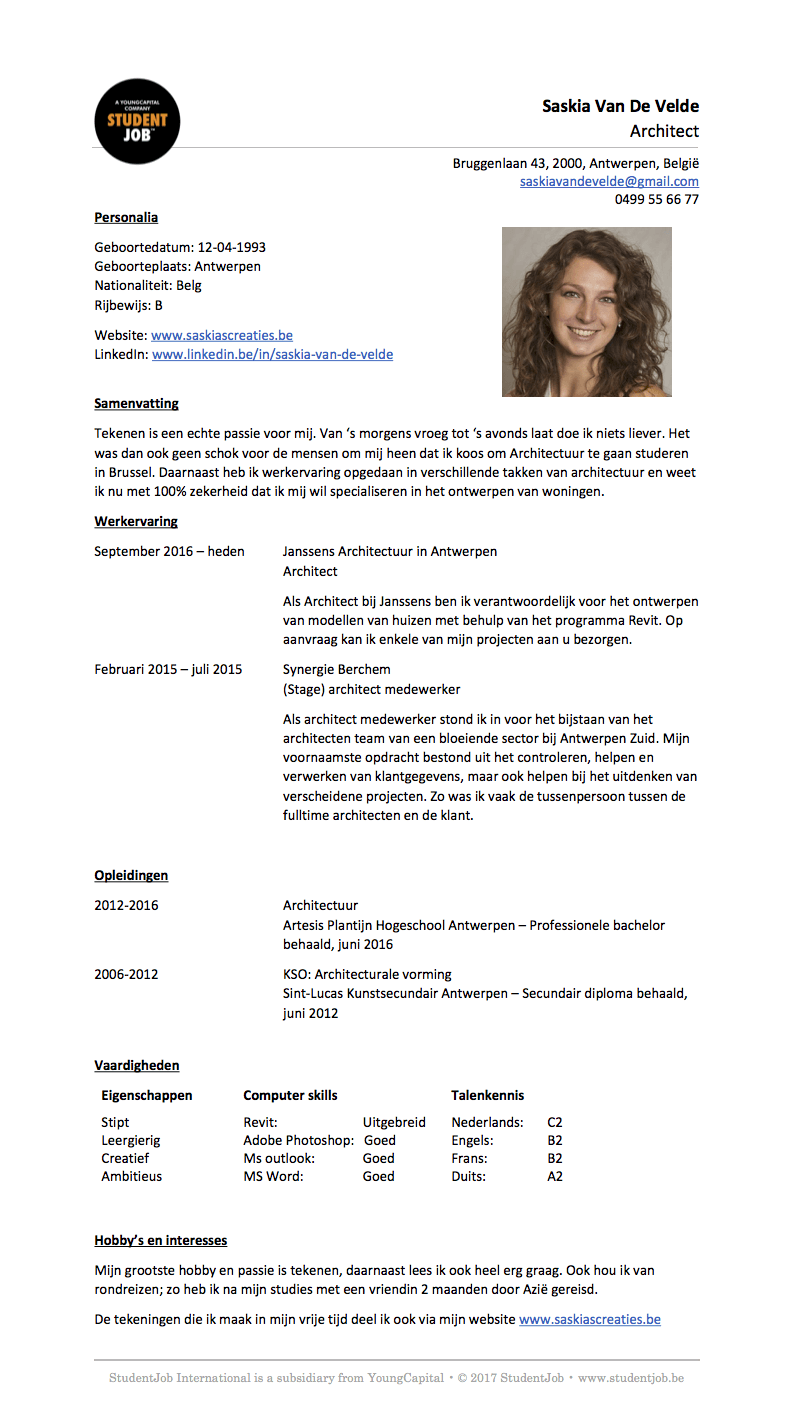 A YOUNGCAPITAL
COMPANY
STUDENT
JOB
Saskia Van De Velde
Architect
Bruggenlaan 43, 2000, Antwerpen, België
saskiavandevelde@gmail.com
0499 55 66 77
Personalia
Geboortedatum: 12-04-1993
Geboorteplaats: Antwerpen
Nationaliteit: Belg
Rijbewijs: B
Website: www.saskiascreaties.be
LinkedIn: www.linkedin.be/in/saskia-van-de-velde
Samenvatting
Tekenen is een echte passie voor mij. Van ‘s morgens vroeg tot ‘s avonds laat doe ik niets liever. Het
was dan ook geen schok voor de mensen om mij heen dat ik koos om Architectuur te gaan studeren
in Brussel. Daarnaast heb ik werkervaring opgedaan in verschillende takken van architectuur en weet
ik nu met 100% zekerheid dat ik mij wil specialiseren in het ontwerpen van woningen.
Werkervaring
September 2016 – heden Janssens Architectuur in Antwerpen
Architect
Als Architect bij Janssens ben ik verantwoordelijk voor het ontwerpen
van modellen van huizen met behulp van het programma Revit. Op
aanvraag kan ik enkele van mijn projecten aan u bezorgen.
Februari 2015 – juli 2015 Synergie Berchem
(Stage) architect medewerker
Als architect medewerker stond ik in voor het bijstaan van het
architecten team van een bloeiende sector bij Antwerpen Zuid. Mijn
voornaamste opdracht bestond uit het controleren, helpen en
verwerken van klantgegevens, maar ook helpen bij het uitdenken van
verscheidene projecten. Zo was ik vaak de tussenpersoon tussen de
fulltime architecten en de klant.
Opleidingen
2012-2016 Architectuur
Artesis Plantijn Hogeschool Antwerpen – Professionele bachelor
behaald, juni 2016
2006-2012 KSO: Architecturale vorming
Sint-Lucas Kunstsecundair Antwerpen – Secundair diploma behaald,
juni 2012
Vaardigheden
Eigenschappen Computer skills Talenkennis
Stipt Revit: Uitgebreid Nederlands: C2
Leergierig Adobe Photoshop: Goed Engels: B2
Creatief Ms outlook: Goed Frans: B2
Ambitieus MS Word: Goed Duits: A2
Hobby’s en interesses
Mijn grootste hobby en passie is tekenen, daarnaast lees ik ook heel erg graag. Ook hou ik van
rondreizen; zo heb ik na mijn studies met een vriendin 2 maanden door Azië gereisd.
De tekeningen die ik maak in mijn vrije tijd deel ik ook via mijn website www.saskiascreaties.be
StudentJob International is a subsidiary from YoungCapital • © 2017 StudentJob • www.studentjob.be